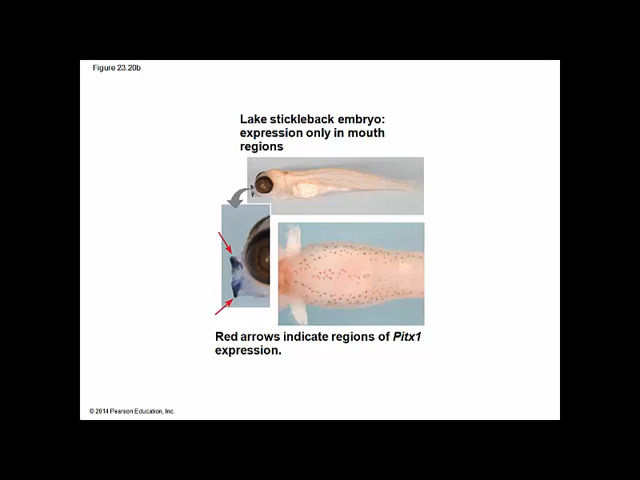 Figure 23.20b
Lake stickleback embryo:
expression only in mouth
regions
Red arrows indicate regions of Pitx1
expression.
© 2014 Pearson Education, Inc.